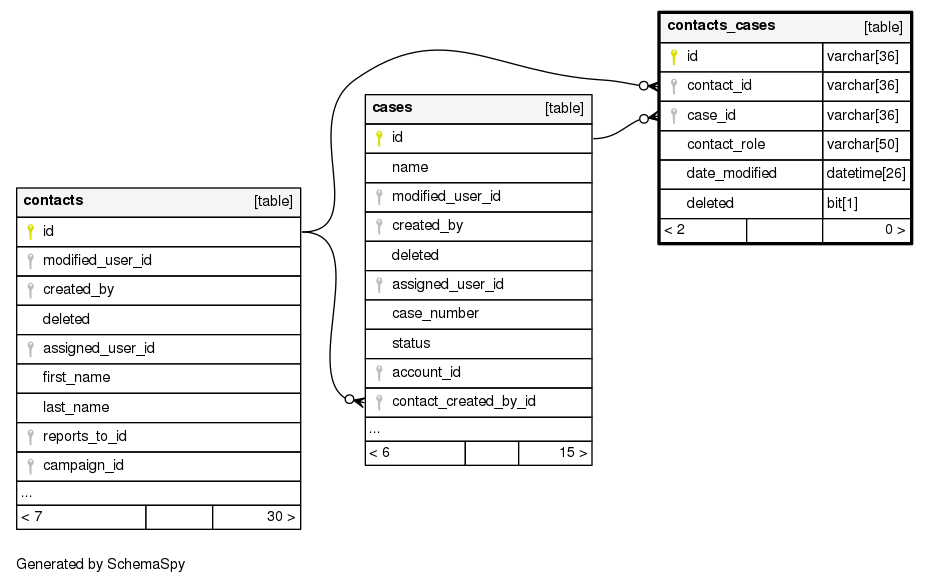 contacts_cases [table]
id varchar[36]
contact_id varchar[36]
case_id varchar[36]
contact_role varchar[50]
date_modified datetime[26]
deleted bit[1]
< 2 0 >
cases [table]
id
name
modified_user_id
created_by
deleted
assigned_user_id
case_number
status
account_id
contact_created_by_id
...
< 6 15 >
contacts [table]
id
modified_user_id
created_by
deleted
assigned_user_id
first_name
last_name
reports_to_id
campaign_id
...
< 7 30 >
Generated by SchemaSpy